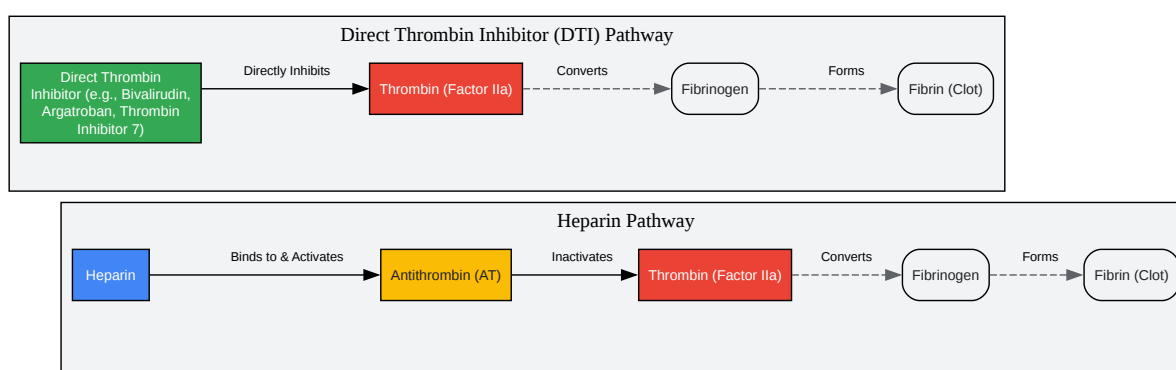 Direct Thrombin Inhibitor (DTI) Pathway
Direct Thrombin
Inhibitor (e.g., Bivalirudin,
Argatroban, Thrombin
Inhibitor 7)
Directly Inhibits
Thrombin (Factor IIa)
Converts
Fibrinogen
Forms
Fibrin (Clot)
Heparin Pathway
Heparin
Binds to & Activates
Antithrombin (AT)
Inactivates
Thrombin (Factor IIa)
Converts
Fibrinogen
Forms
Fibrin (Clot)